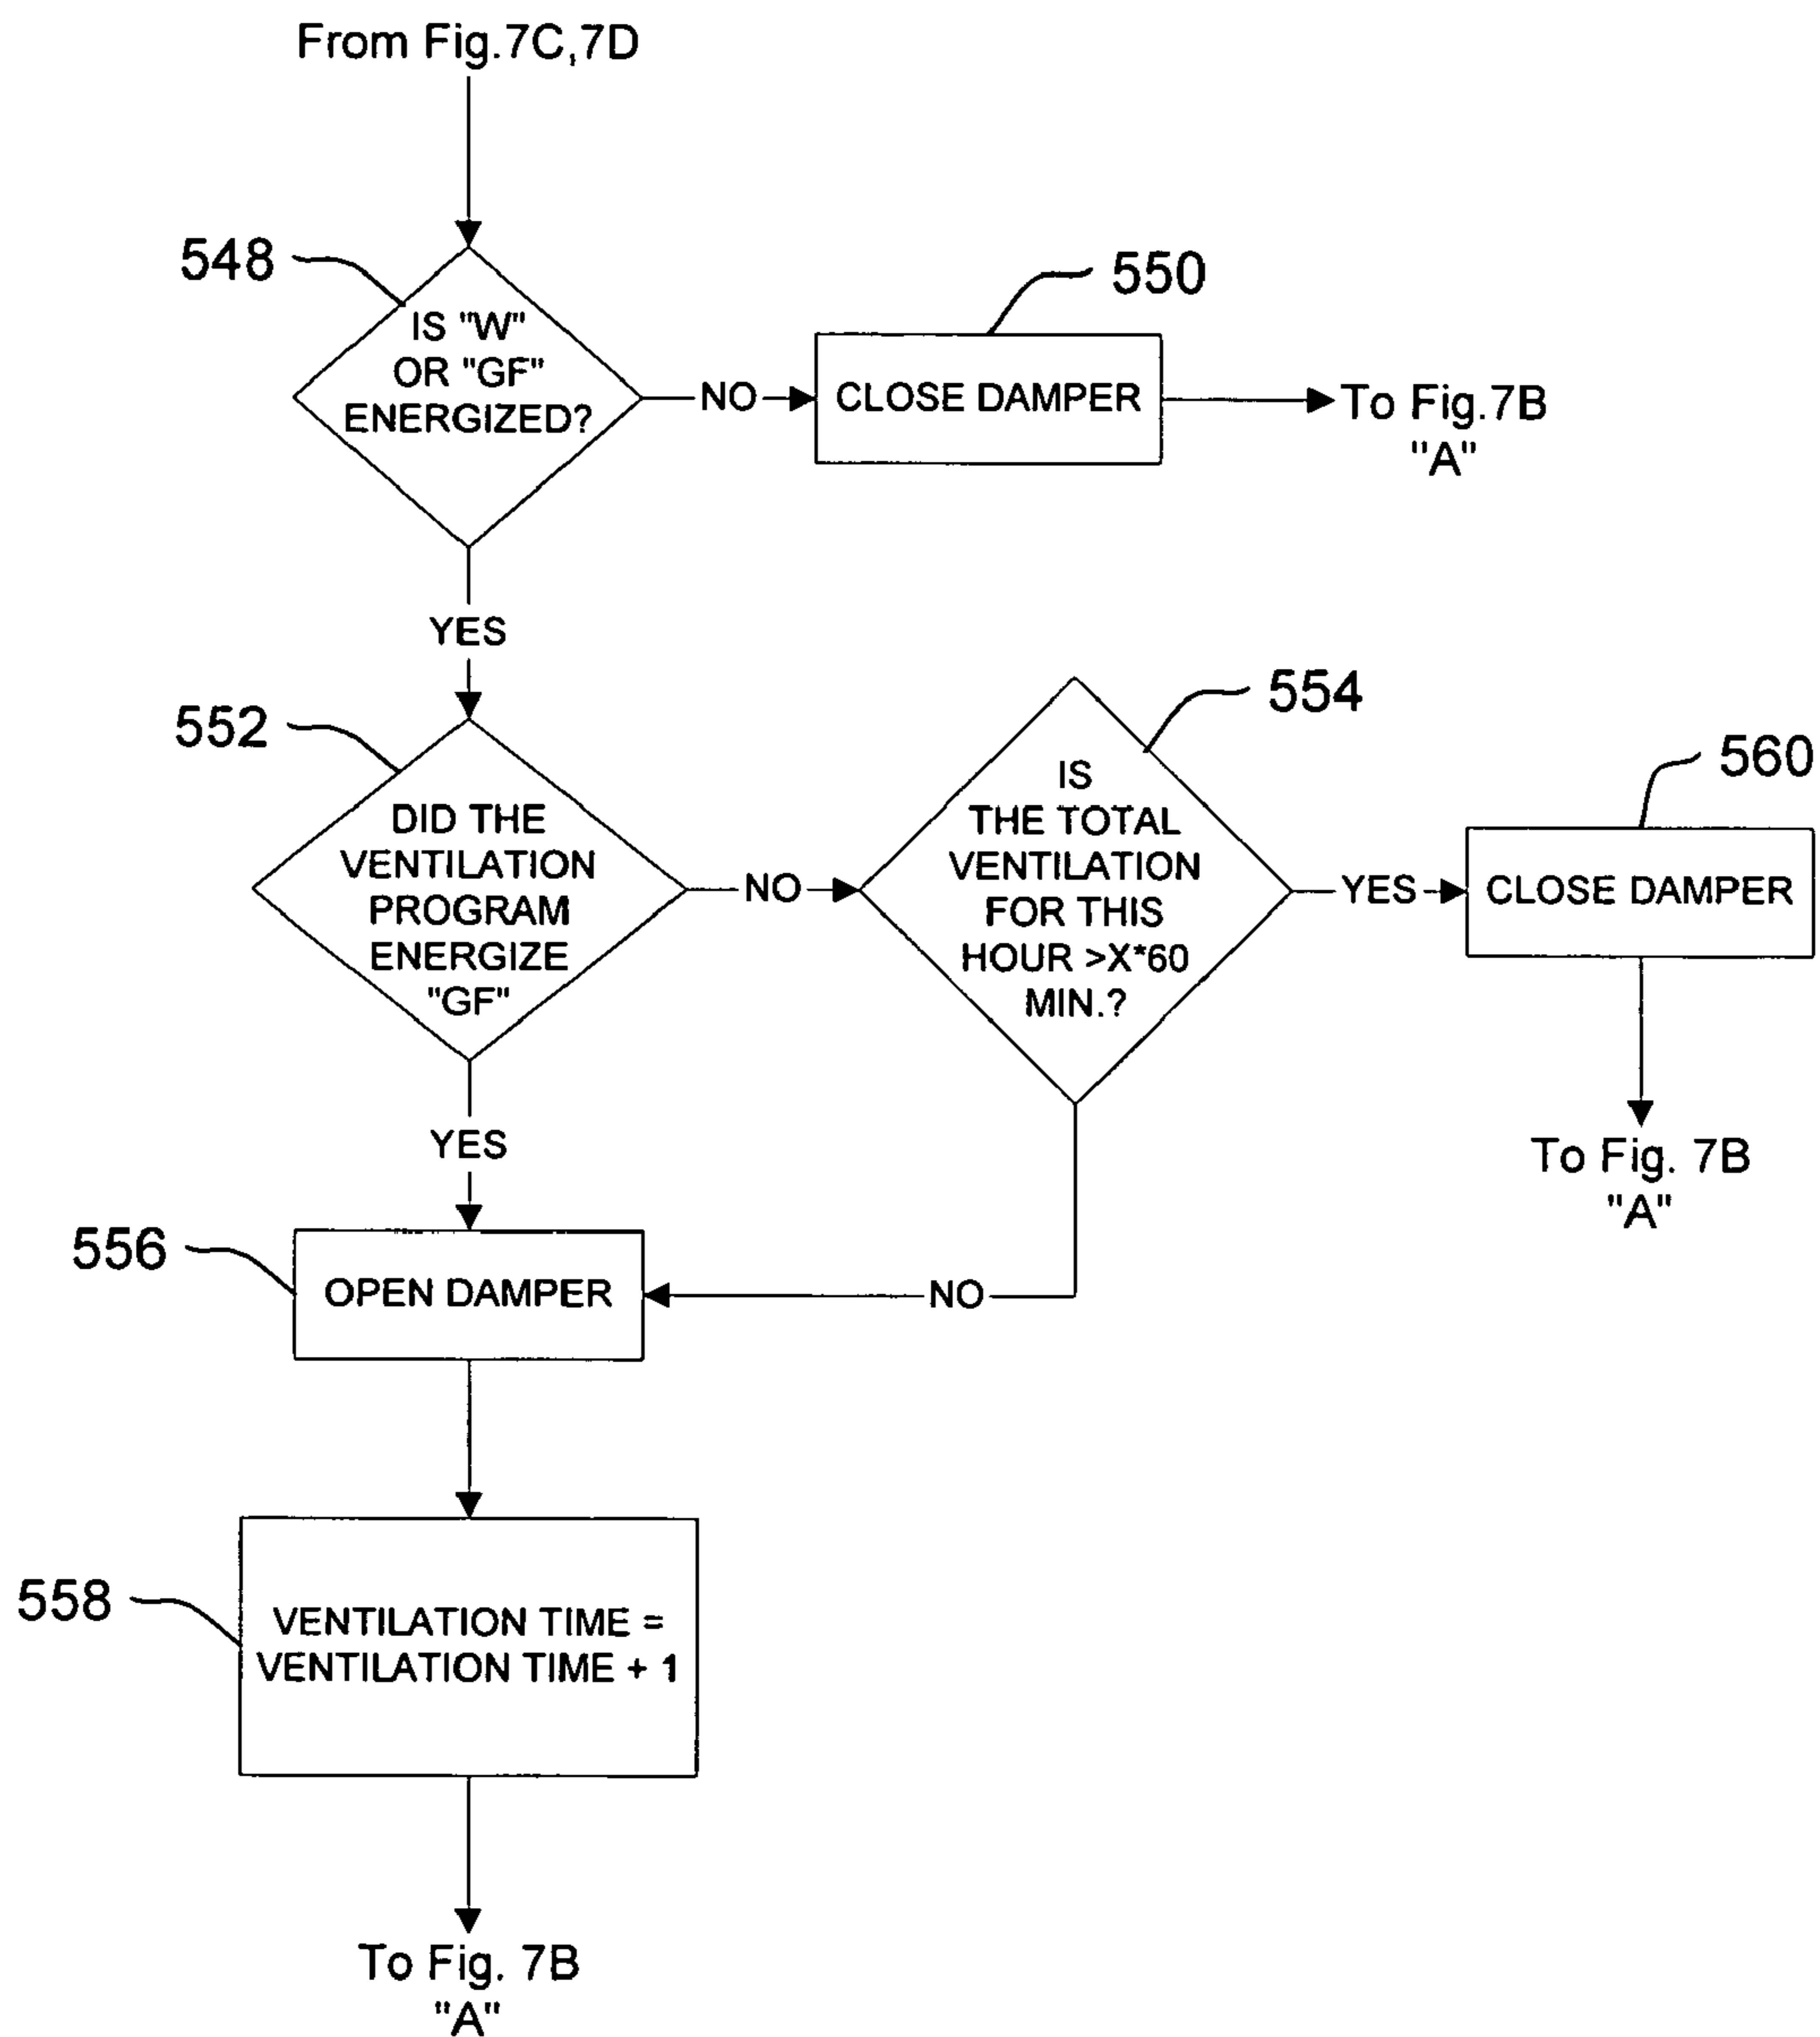 From Fig.7C,7D
548
IS "W"
OR "GF"
ENERGIZED?
NO
550
CLOSE DAMPER
To Fig.7B
"A"
YES
552
DID THE
VENTILATION
PROGRAM
ENERGIZE
"GF"
NO
554
IS
THE TOTAL
VENTILATION
FOR THIS
HOUR >X*60
MIN.?
YES
560
CLOSE DAMPER
To Fig. 7B
"A"
YES
NO
556
OPEN DAMPER
558
VENTILATION TIME =
VENTILATION TIME + 1
To Fig. 7B
"A"